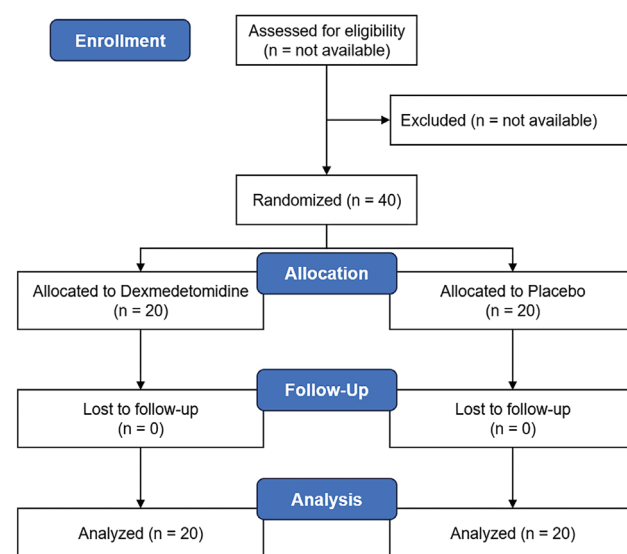 Enrollment
Assessed for eligibility
(n = not available)
Excluded (n = not available)
Randomized (n = 40)
Allocation
Allocated to Dexmedetomidine
(n = 20)
Allocated to Placebo
(n = 20)
Follow-Up
Lost to follow-up
(n = 0)
Lost to follow-up
(n = 0)
Analysis
Analyzed (n = 20)
Analyzed (n = 20)